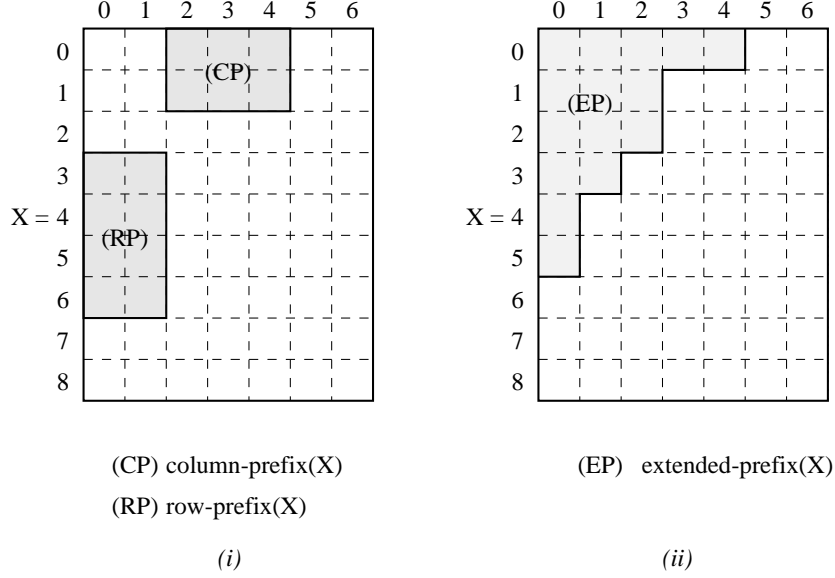 0 1 2 3 4 5 6
0
1
2
3
X = 4
5
6
7
8
(CP)
(RP)
(CP) column-prefix(X)
(RP) row-prefix(X)
(i)
0 1 2 3 4 5 6
0
1
2
3
X = 4
5
6
7
8
(EP)
(EP) extended-prefix(X)
(ii)